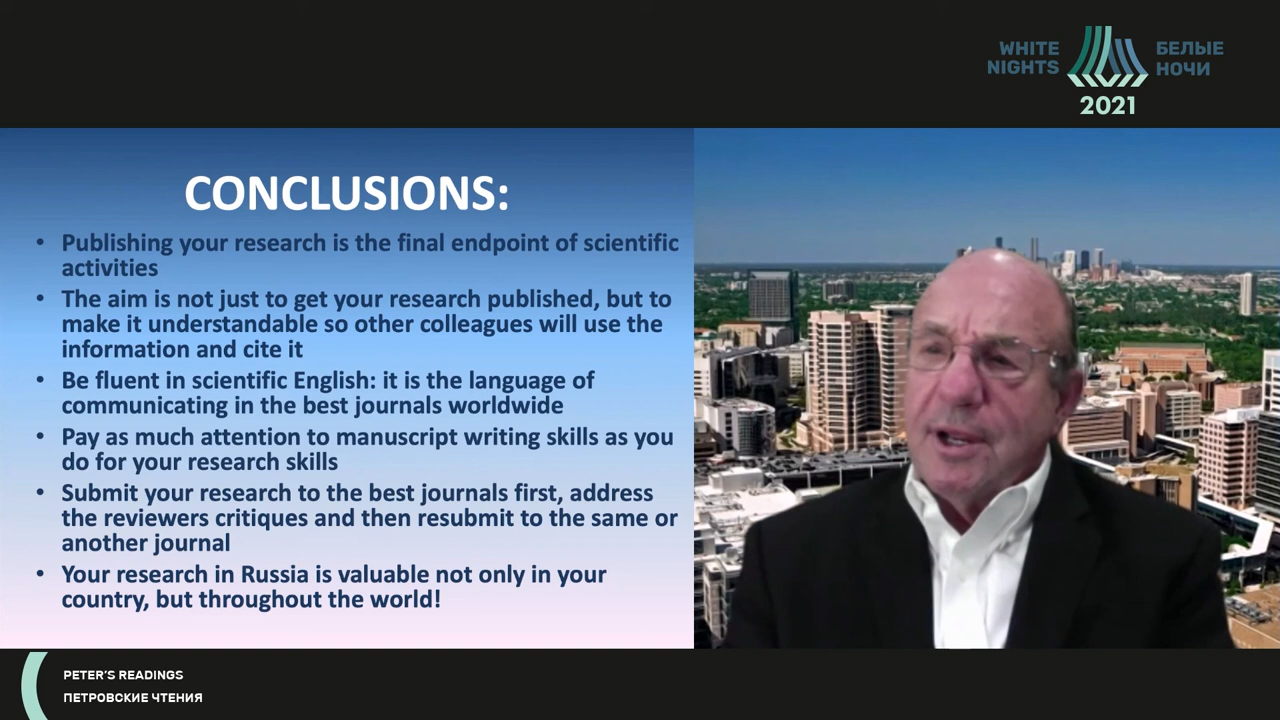 WHITE
NIGHTS
БЕЛЫЕ
НОЧИ
2021
CONCLUSIONS:
• Publishing your research is the final endpoint of scientific
activities
• The aim is not just to get your research published, but to
make it understandable so other colleagues will use the
information and cite it
• Be fluent in scientific English: it is the language of
communicating in the best journals worldwide
• Pay as much attention to manuscript writing skills as you
do for your research skills
• Submit your research to the best journals first, address
the reviewers critiques and then resubmit to the same or
another journal
• Your research in Russia is valuable not only in your
country, but throughout the world!
PETER'S READINGS
ПЕТРОВСКИЕ ЧТЕНИЯ